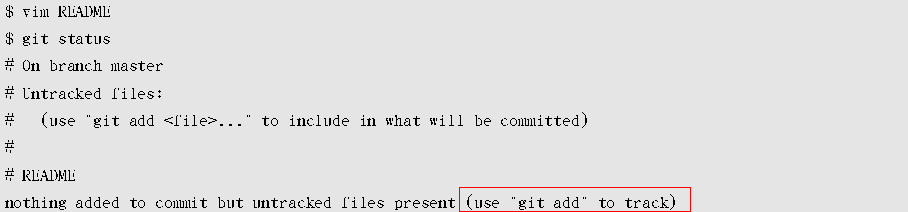 $ vim README
$ git status
# On branch master
# Untracked files:
#   (use "git add <file>..." to include in what will be committed)
#
# README
nothing added to commit but untracked files present (use "git add" to track)